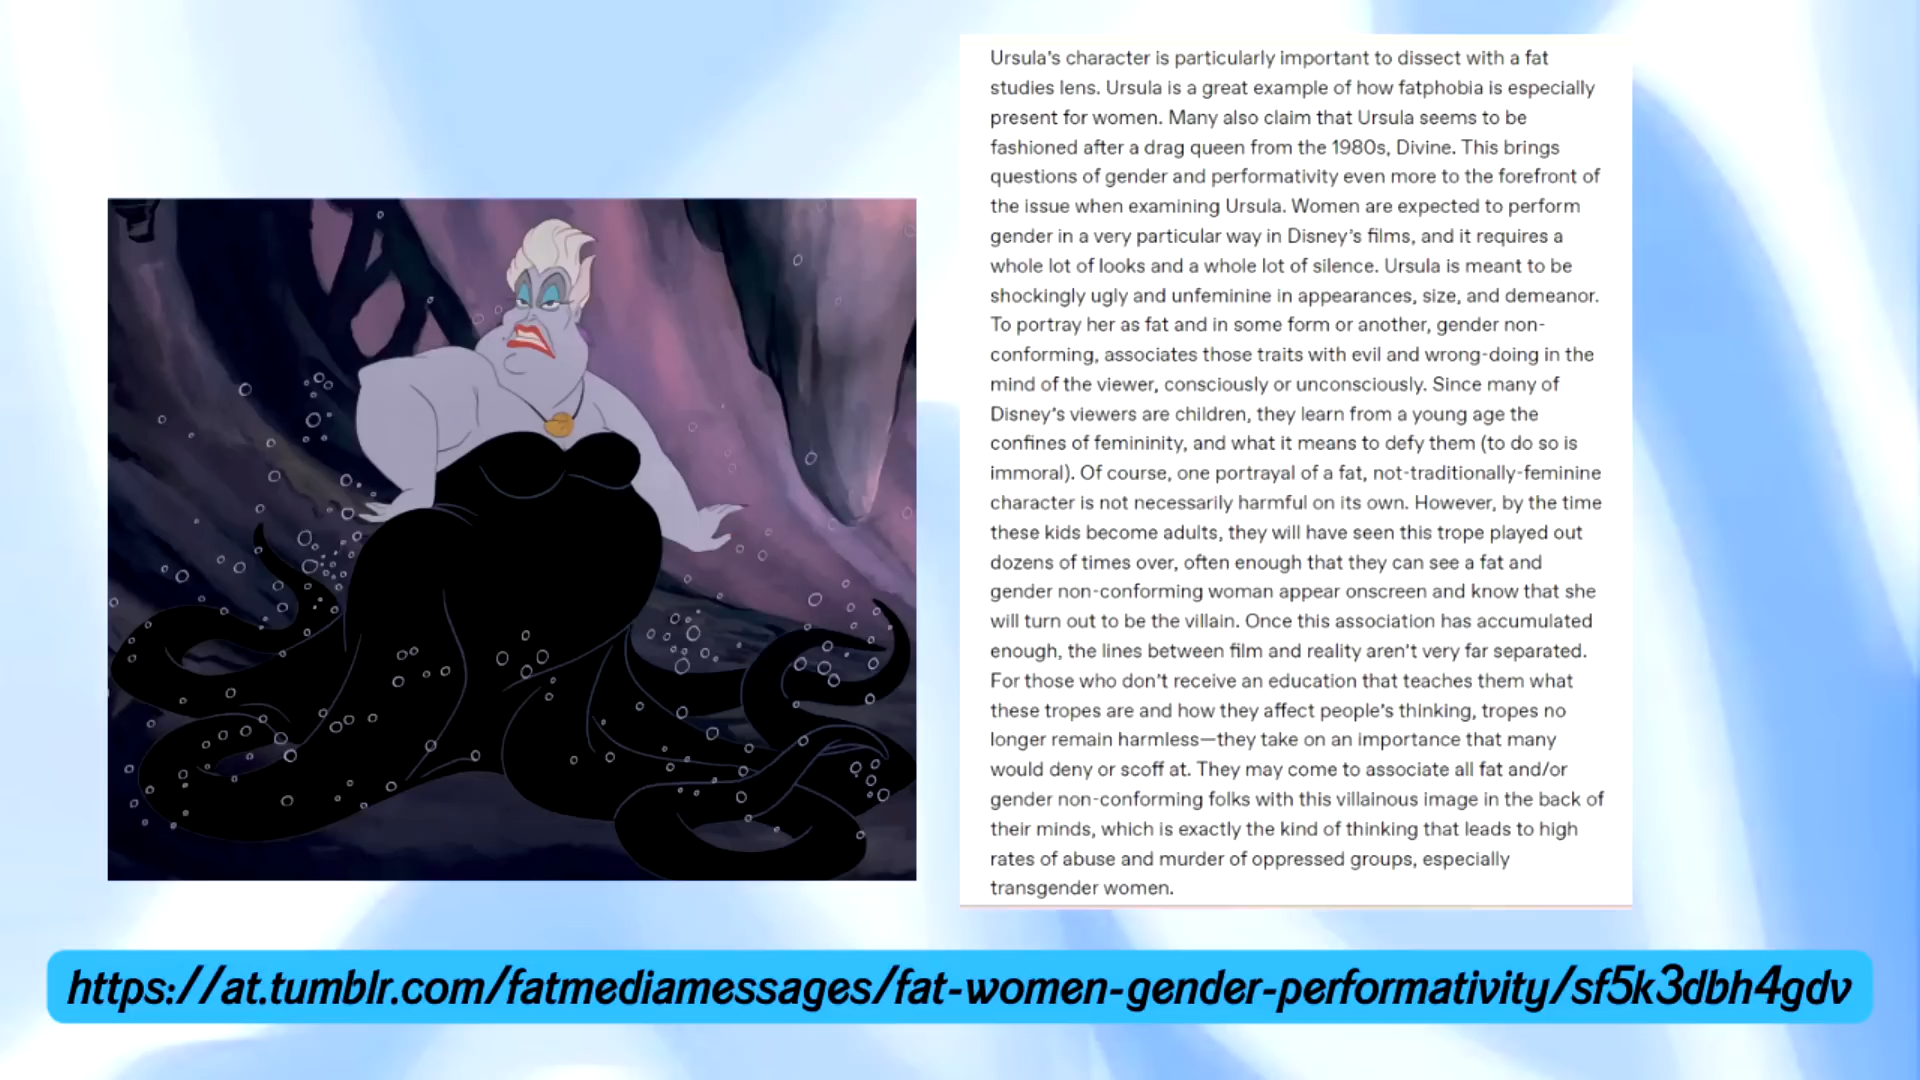 Ursula's character is particularly important to dissect with a fat
studies lens. Ursula is a great example of how fatphobia is especially
present for women. Many also claim that Ursula seems to be
fashioned after a drag queen from the 1980s, Divine. This brings
questions of gender and performativity even more to the forefront of
the issue when examining Ursula. Women are expected to perform
gender in a very particular way in Disney's films, and it requires a
whole lot of looks and a whole lot of silence. Ursula is meant to be
shockingly ugly and unfeminine in appearances, size, and demeanor.
To portray her as fat and in some form or another, gender non-
conforming, associates those traits with evil and wrong-doing in the
mind of the viewer, consciously or unconsciously. Since many of
Disney's viewers are children, they learn from a young age the
confines of femininity, and what it means to defy them (to do so is
immoral). Of course, one portrayal of a fat, not-traditionally-feminine
character is not necessarily harmful on its own. However, by the time
these kids become adults, they will have seen this trope played out
dozens of times over, often enough that they can see a fat and
gender non-conforming woman appear onscreen and know that she
will turn out to be the villain. Once this association has accumulated
enough, the lines between film and reality aren't very far separated.
For those who don't receive an education that teaches them what
these tropes are and how they affect people's thinking, tropes no
longer remain harmless—they take on an importance that many
would deny or scoff at. They may come to associate all fat and/or
gender non-conforming folks with this villainous image in the back of
their minds, which is exactly the kind of thinking that leads to high
rates of abuse and murder of oppressed groups, especially
transgender women.
https://at.tumblr.com/fatmediamessages/fat-women-gender-performativity/sf5k3dbh4gdv